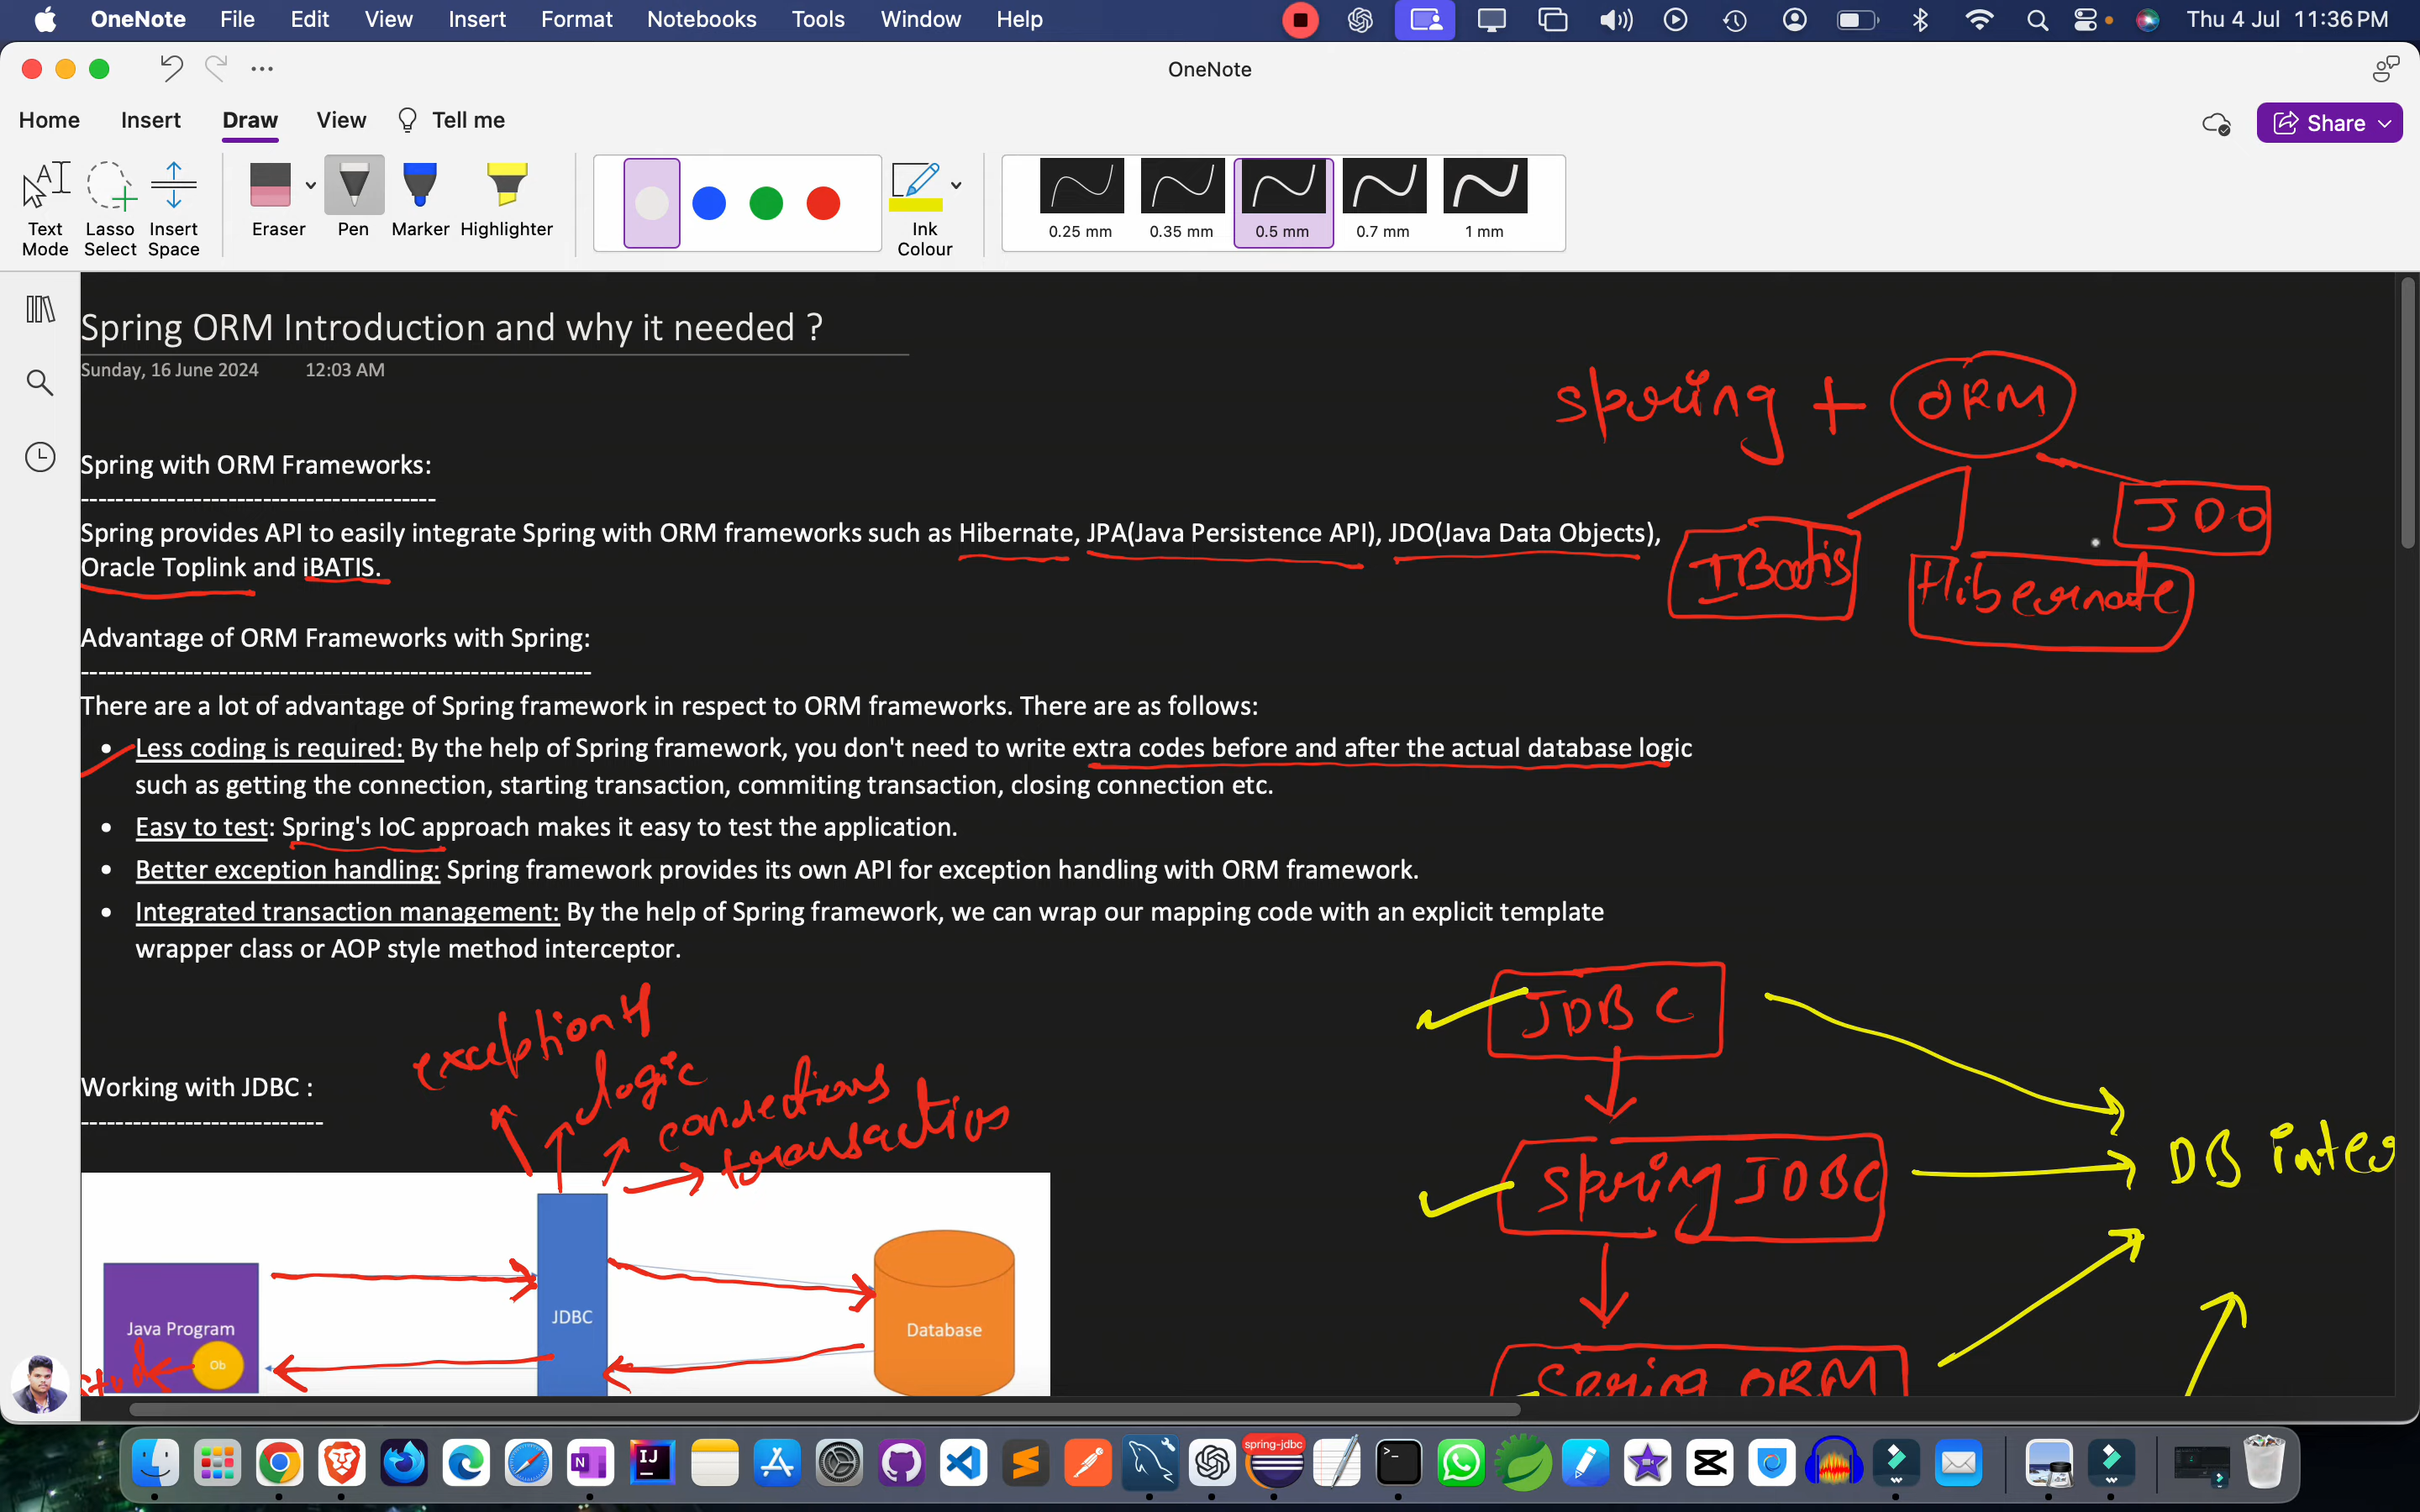 OneNote File Edit View Insert Format Notebooks Tools Window Help Thu 4 Jul 11:36 PM
OneNote
Home Insert Draw View Tell me Share
Text Mode
Lasso Select
Insert Space
Eraser
Pen
Marker
Highlighter
Ink Colour
0.25 mm 0.35 mm 0.5 mm 0.7 mm 1 mm
Spring ORM Introduction and why it needed ?
Sunday, 16 June 2024 12:03 AM
spring + ORM
IBatis
Hibernate
JDO
Spring with ORM Frameworks:
-----------------------------------------
Spring provides API to easily integrate Spring with ORM frameworks such as Hibernate, JPA(Java Persistence API), JDO(Java Data Objects),
Oracle Toplink and iBATIS.
Advantage of ORM Frameworks with Spring:
-----------------------------------------------------------
There are a lot of advantage of Spring framework in respect to ORM frameworks. There are as follows:
• Less coding is required: By the help of Spring framework, you don't need to write extra codes before and after the actual database logic
such as getting the connection, starting transaction, commiting transaction, closing connection etc.
• Easy to test: Spring's IoC approach makes it easy to test the application.
• Better exception handling: Spring framework provides its own API for exception handling with ORM framework.
• Integrated transaction management: By the help of Spring framework, we can wrap our mapping code with an explicit template
wrapper class or AOP style method interceptor.
Working with JDBC :
----------------------------
exception
logic
connections
transaction
Java Program
Ob
JDBC
Database
JDBC
Spring JDBC
Spring ORM
DB integ
spring-jdbc